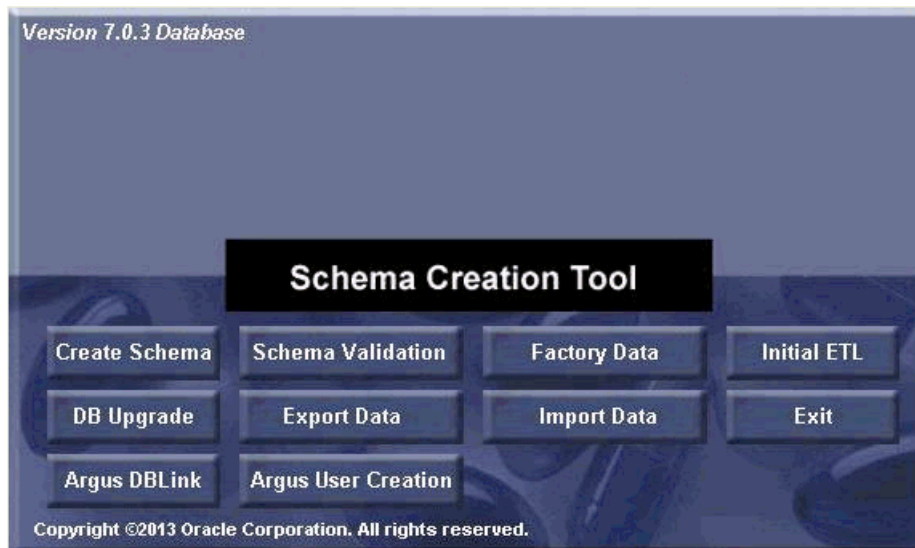 Version 7.0.3 Database
Schema Creation Tool
Create Schema Schema Validation Factory Data Initial ETL
DB Upgrade Export Data Import Data Exit
Argus DBLink Argus User Creation
Copyright ©2013 Oracle Corporation. All rights reserved.